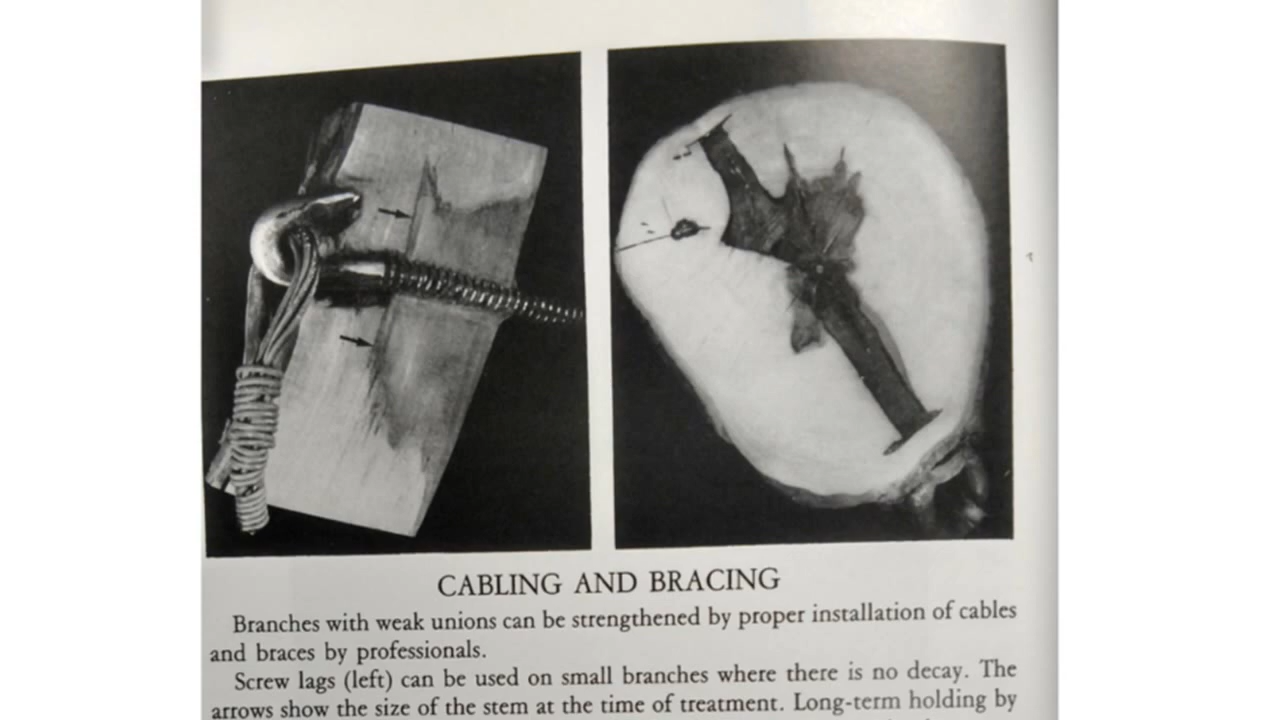 CABLING AND BRACING
Branches with weak unions can be strengthened by proper installation of cables
and braces by professionals.
Screw lags (left) can be used on small branches where there is no decay. The
arrows show the size of the stem at the time of treatment. Long-term holding by